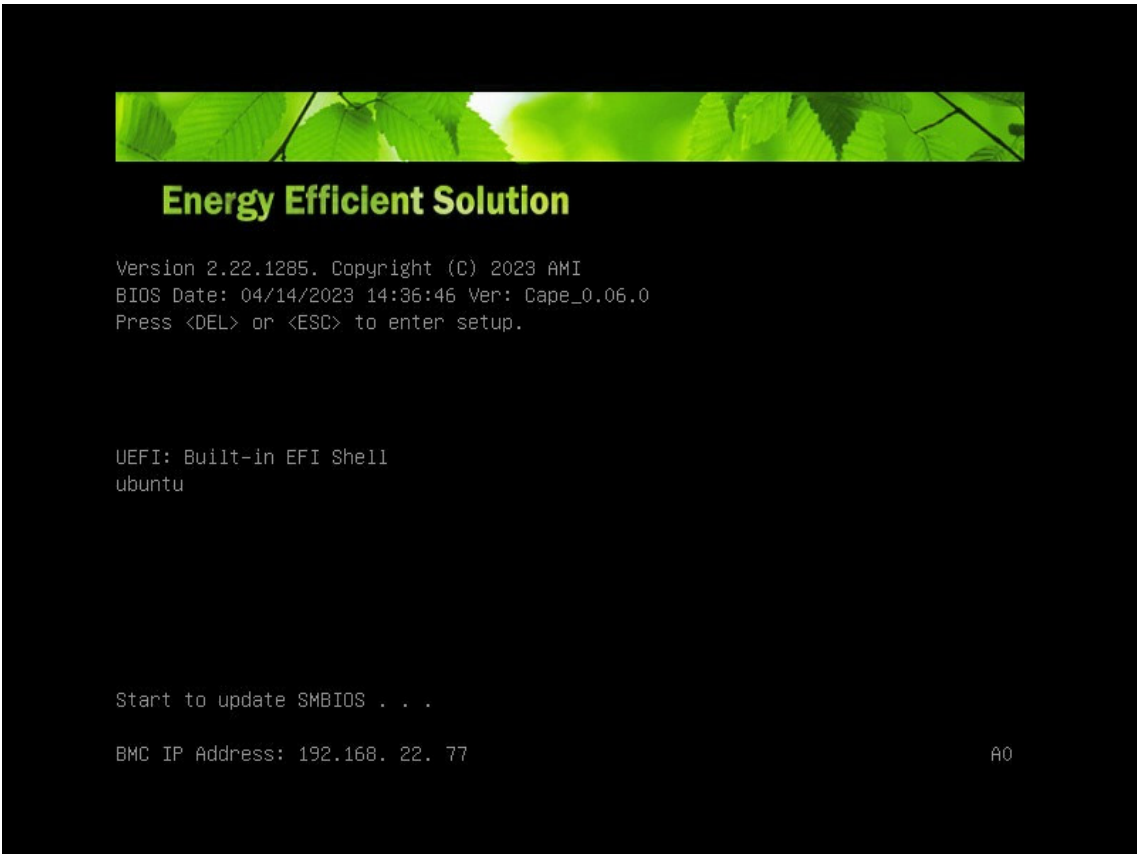 Energy Efficient Solution
Version 2.22.1285. Copyright (C) 2023 AMI
BIOS Date: 04/14/2023 14:36:46 Ver: Cape_0.06.0
Press <DEL> or <ESC> to enter setup.
UEFI: Built-in EFI Shell
ubuntu
Start to update SMBIOS . . .
BMC IP Address: 192.168. 22. 77 A0